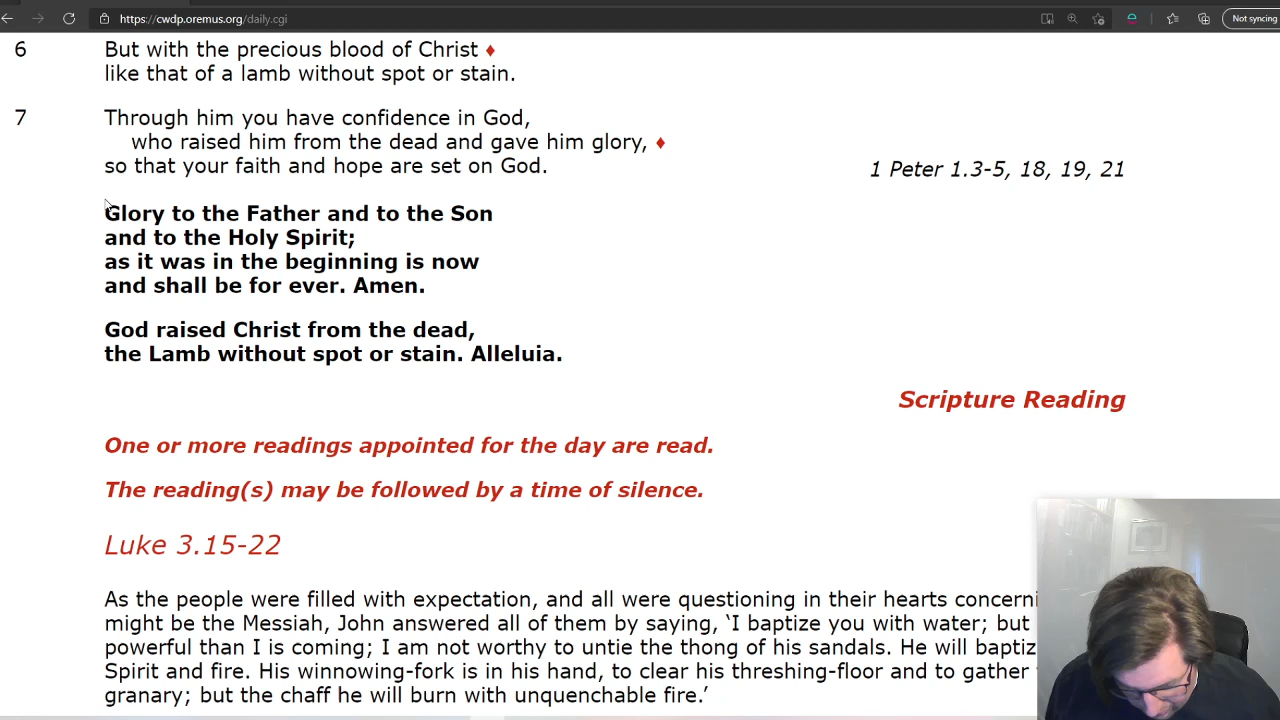 https://cwdp.oremus.org/daily.cgi
Not syncing
6 But with the precious blood of Christ ♦
like that of a lamb without spot or stain.
7 Through him you have confidence in God,
who raised him from the dead and gave him glory, ♦
so that your faith and hope are set on God.
1 Peter 1.3-5, 18, 19, 21
Glory to the Father and to the Son
and to the Holy Spirit;
as it was in the beginning is now
and shall be for ever. Amen.
God raised Christ from the dead,
the Lamb without spot or stain. Alleluia.
Scripture Reading
One or more readings appointed for the day are read.
The reading(s) may be followed by a time of silence.
Luke 3.15-22
As the people were filled with expectation, and all were questioning in their hearts
might be the Messiah, John answered all of them by saying, ‘I baptize you with water; but
powerful than I is coming; I am not worthy to untie the thong of his sandals. He will
Spirit and fire. His winnowing-fork is in his hand, to clear his threshing-floor and to gather
granary; but the chaff he will burn with unquenchable fire.’